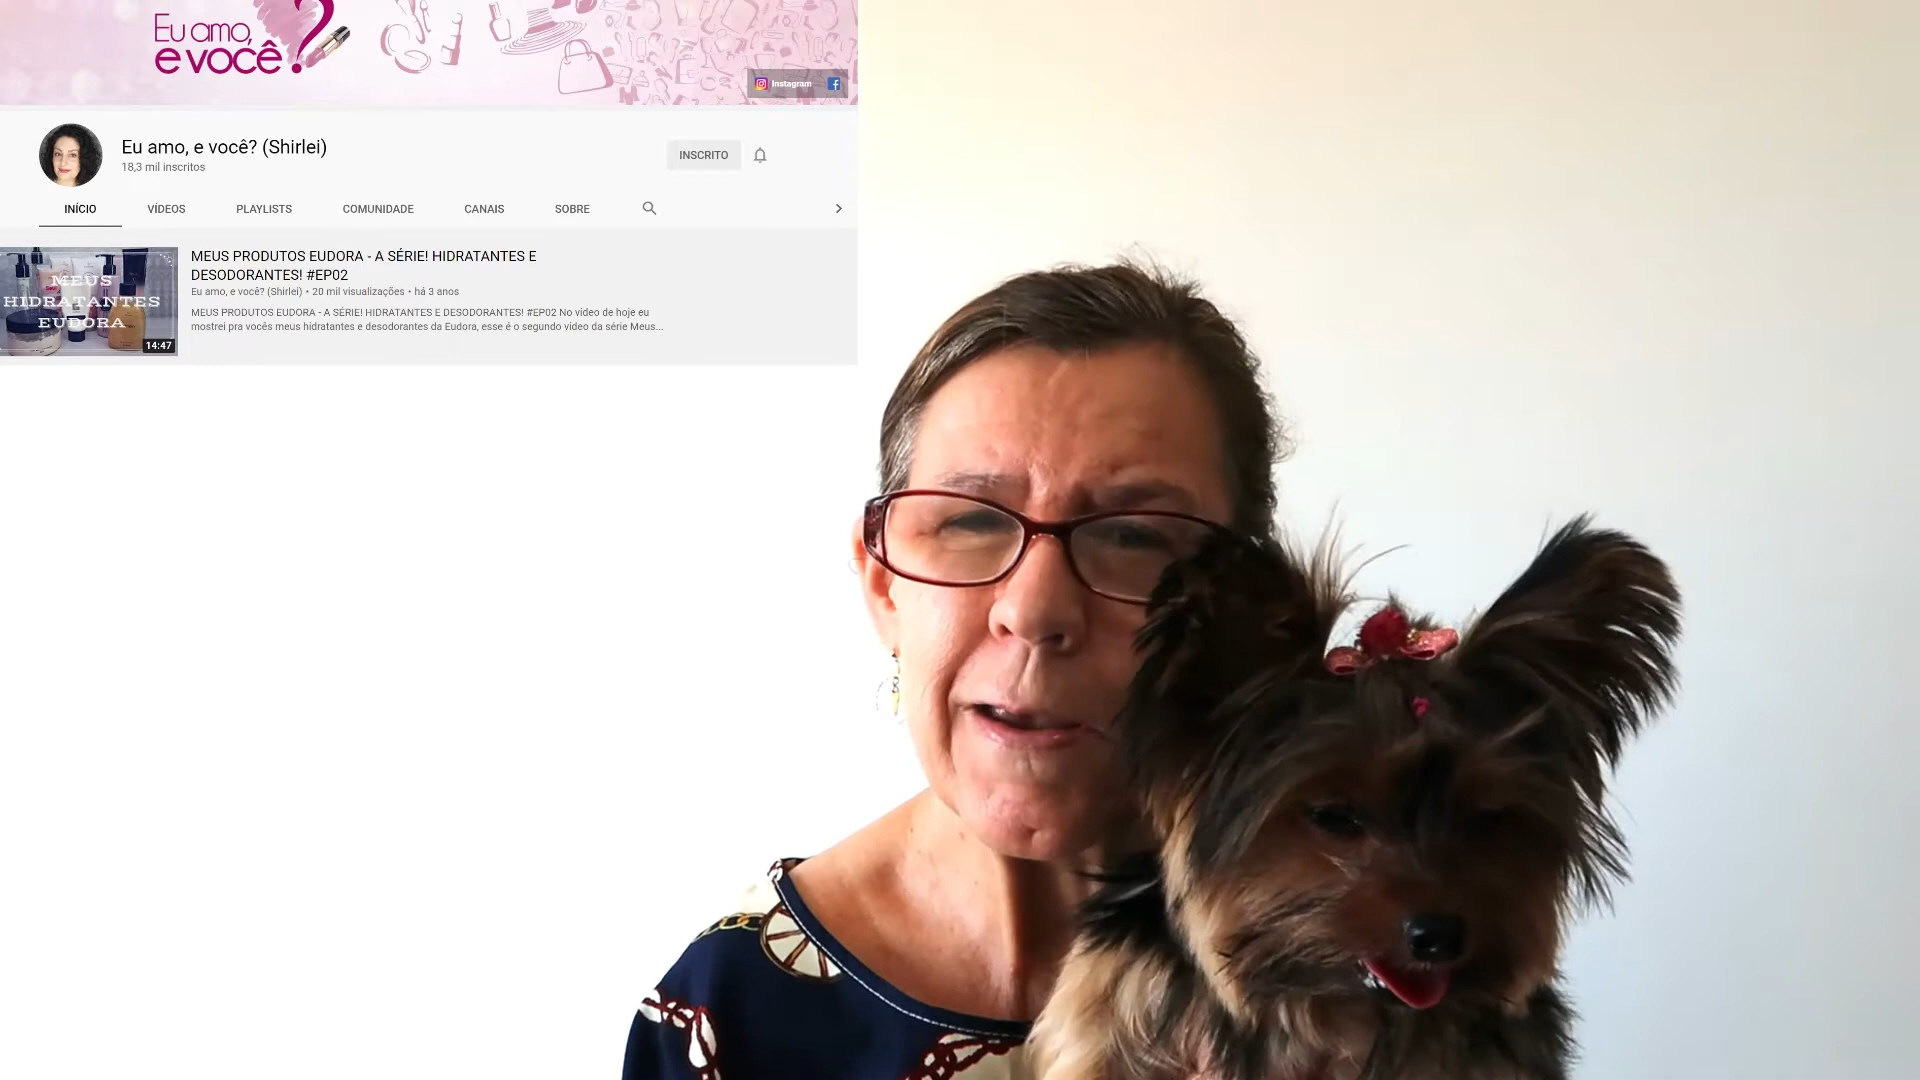 Eu amo,
e você?
Instagram
Eu amo, e você? (Shirlei)
18,3 mil inscritos
INSCRITO
INÍCIO VÍDEOS PLAYLISTS COMUNIDADE CANAIS SOBRE
MEUS
HIDRATANTES
EUDORA
14:47
MEUS PRODUTOS EUDORA - A SÉRIE! HIDRATANTES E
DESODORANTES! #EP02
Eu amo, e você? (Shirlei) • 20 mil visualizações • há 3 anos
MEUS PRODUTOS EUDORA - A SÉRIE! HIDRATANTES E DESODORANTES! #EP02 No vídeo de hoje eu
mostrei pra vocês meus hidratantes e desodorantes da Eudora, esse é o segundo vídeo da série Meus...